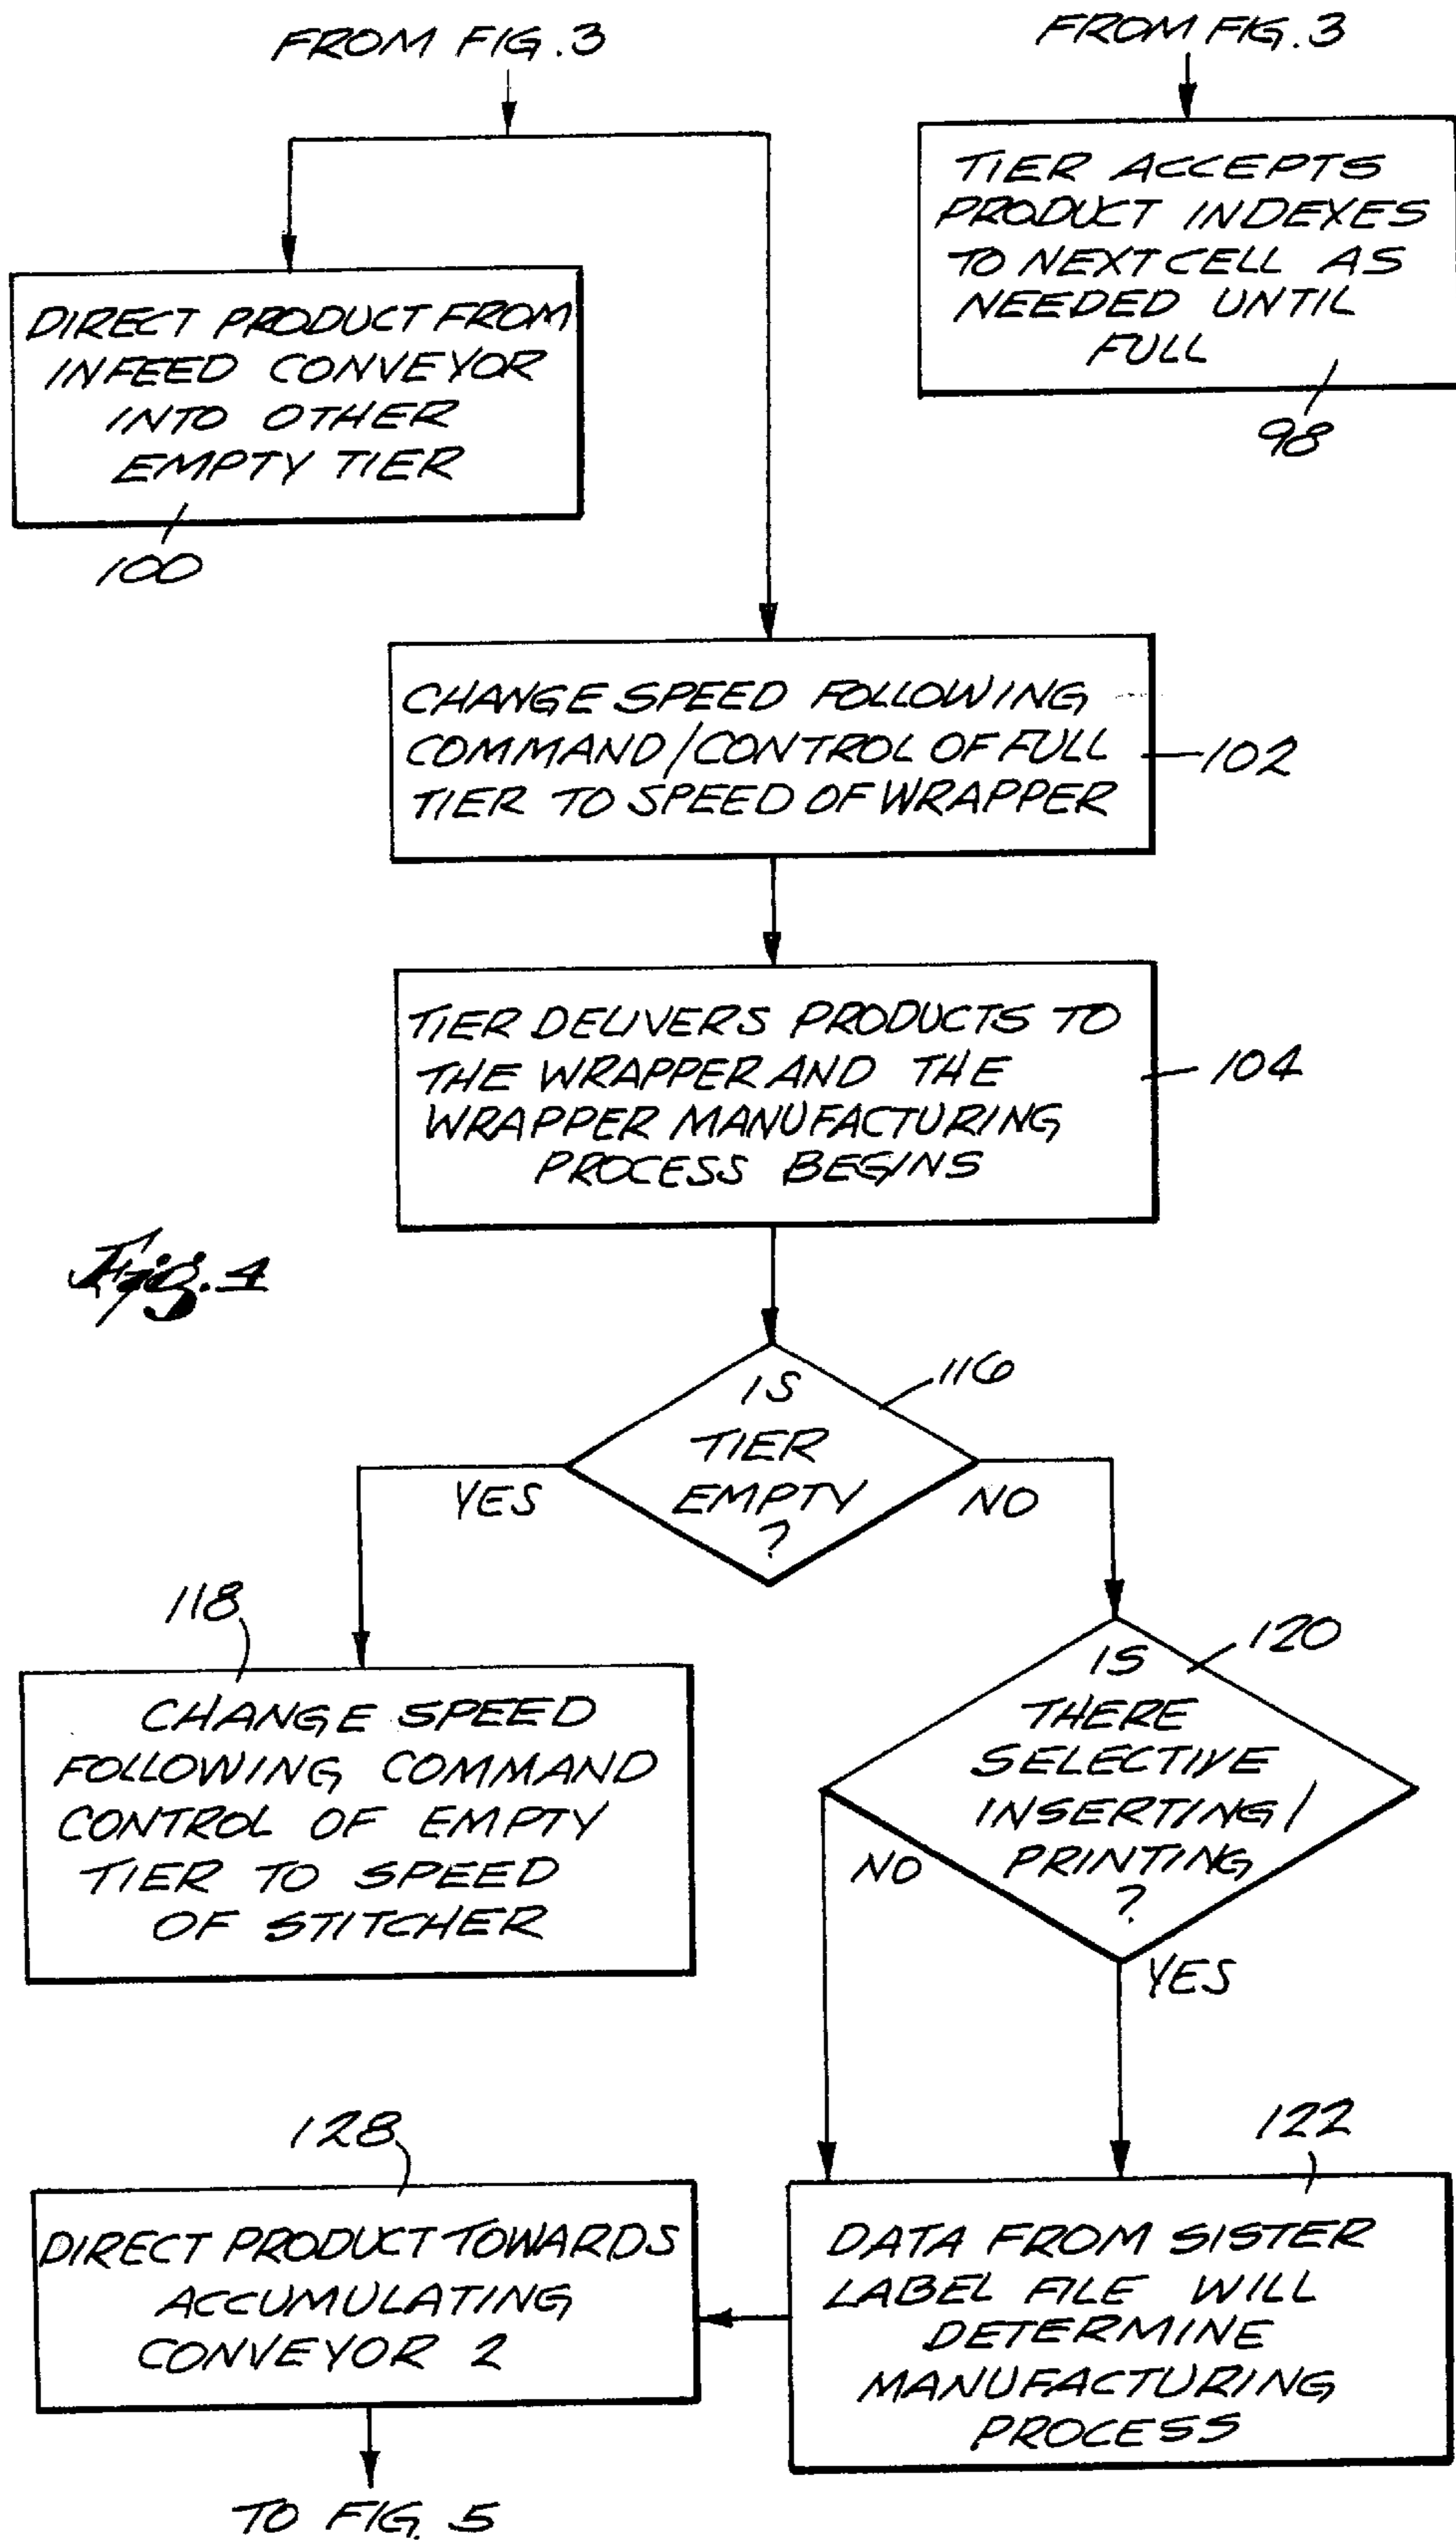 FROM FIG. 3
FROM FIG. 3
TIER ACCEPTS
PRODUCT INDEXES
TO NEXT CELL AS
NEEDED UNTIL
FULL
98
DIRECT PRODUCT FROM
INFEED CONVEYOR
INTO OTHER
EMPTY TIER
100
CHANGE SPEED FOLLOWING
COMMAND/CONTROL OF FULL
TIER TO SPEED OF WRAPPER
102
TIER DELIVERS PRODUCTS TO
THE WRAPPER AND THE
WRAPPER MANUFACTURING
PROCESS BEGINS
104
Fig. 4
IS
TIER
EMPTY
?
116
YES
NO
118
CHANGE SPEED
FOLLOWING COMMAND
CONTROL OF EMPTY
TIER TO SPEED
OF STITCHER
IS
THERE
SELECTIVE
INSERTING/
PRINTING
?
120
NO
YES
128
DIRECT PRODUCT TOWARDS
ACCUMULATING
CONVEYOR 2
122
DATA FROM SISTER
LABEL FILE WILL
DETERMINE
MANUFACTURING
PROCESS
TO FIG. 5